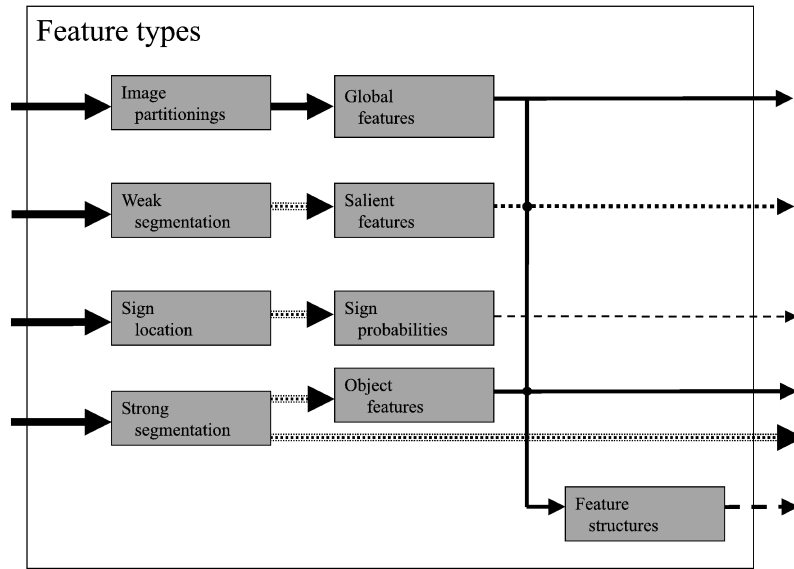 Feature types
Image
partitionings
Global
features
Weak
segmentation
Salient
features
Sign
location
Sign
probabilities
Object
features
Strong
segmentation
Feature
structures